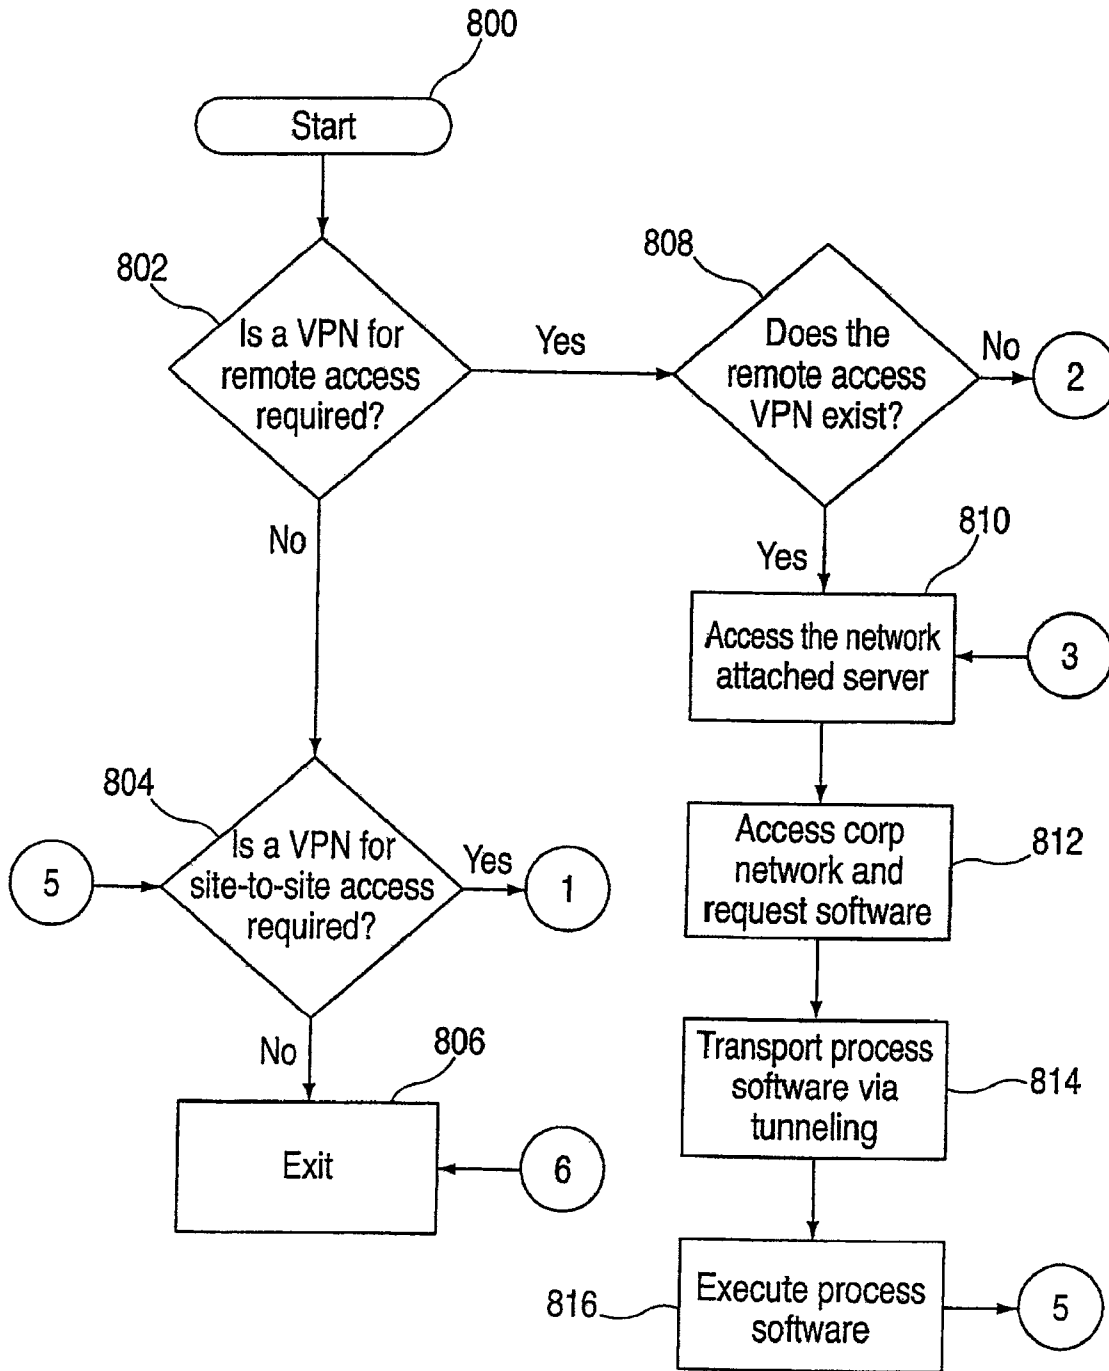 800
Start
802
Is a VPN for
remote access
required?
Yes
808
Does the
remote access
VPN exist?
No
2
No
Yes
810
Access the network
attached server
3
804
Is a VPN for
site-to-site access
required?
5
Yes
1
812
Access corp
network and
request software
No
806
Exit
6
Transport process
software via
tunneling
814
816
Execute process
software
5